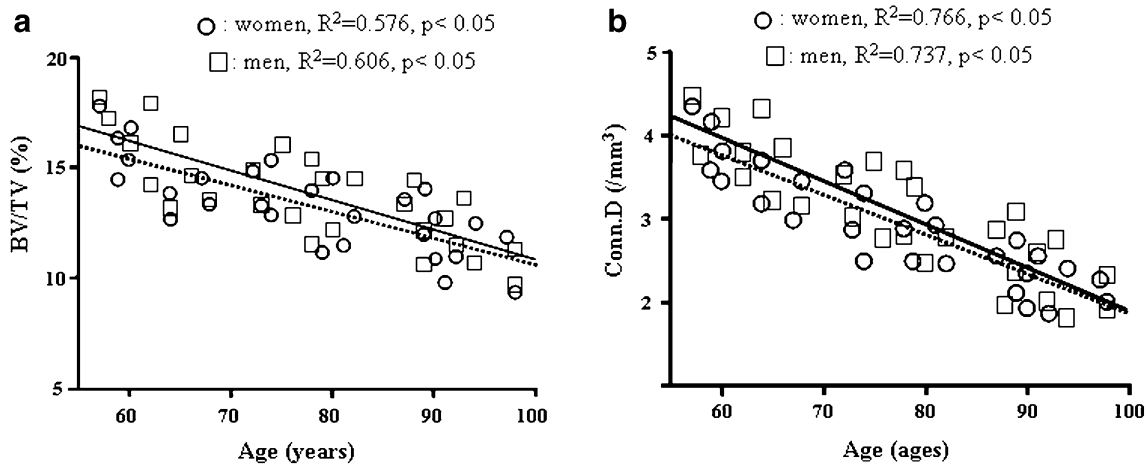 a
○: women, R²=0.576, p< 0.05
□: men, R²=0.606, p< 0.05
20
15
10
5
BV/TV (%)
60 70 80 90 100
Age (years)
b
○: women, R²=0.766, p< 0.05
□: men, R²=0.737, p< 0.05
5
4
3
2
Conn.D (/mm³)
60 70 80 90 100
Age (ages)